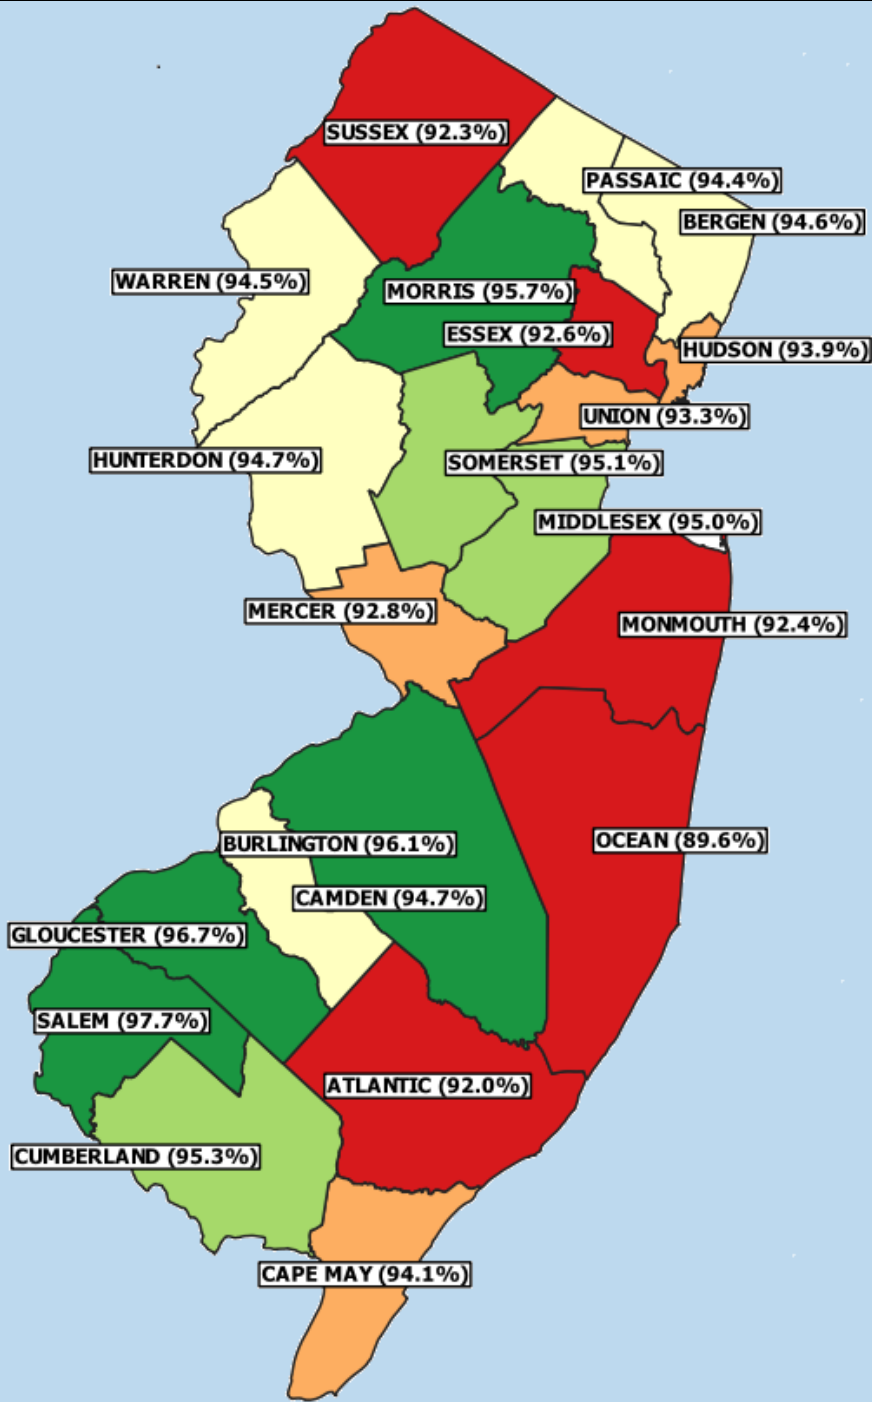 SUSSEX (92.3%)
PASSAIC (94.4%)
BERGEN (94.6%)
WARREN (94.5%)
MORRIS (95.7%)
ESSEX (92.6%)
HUDSON (93.9%)
UNION (93.3%)
HUNTERDON (94.7%)
SOMERSET (95.1%)
MIDDLESEX (95.0%)
MERCER (92.8%)
MONMOUTH (92.4%)
OCEAN (89.6%)
BURLINGTON (96.1%)
CAMDEN (94.7%)
GLOUCESTER (96.7%)
SALEM (97.7%)
ATLANTIC (92.0%)
CUMBERLAND (95.3%)
CAPE MAY (94.1%)